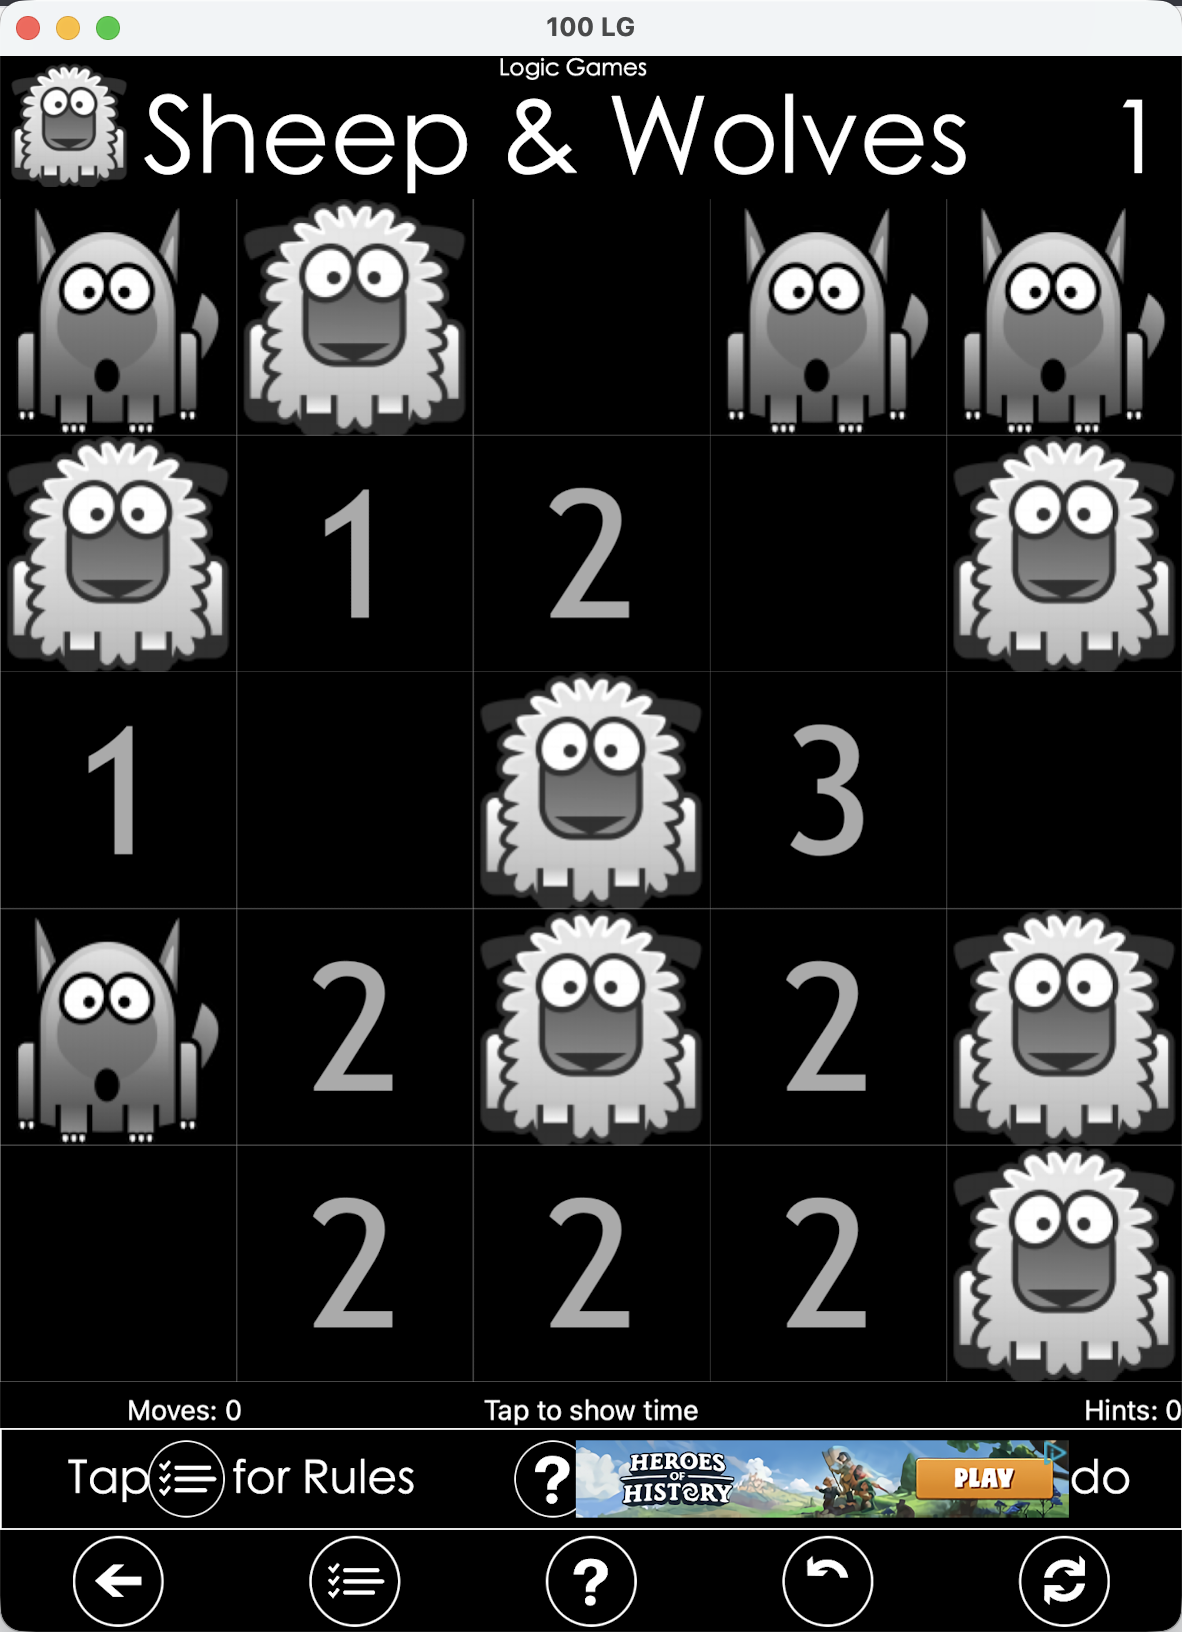 100 LG
Logic Games
Sheep & Wolves 1
1 2
1 3
2 2
2 2 2
Moves: 0 Tap to show time Hints: 0
Tap for Rules ? do
HEROES
OF
HISTORY
PLAY
?